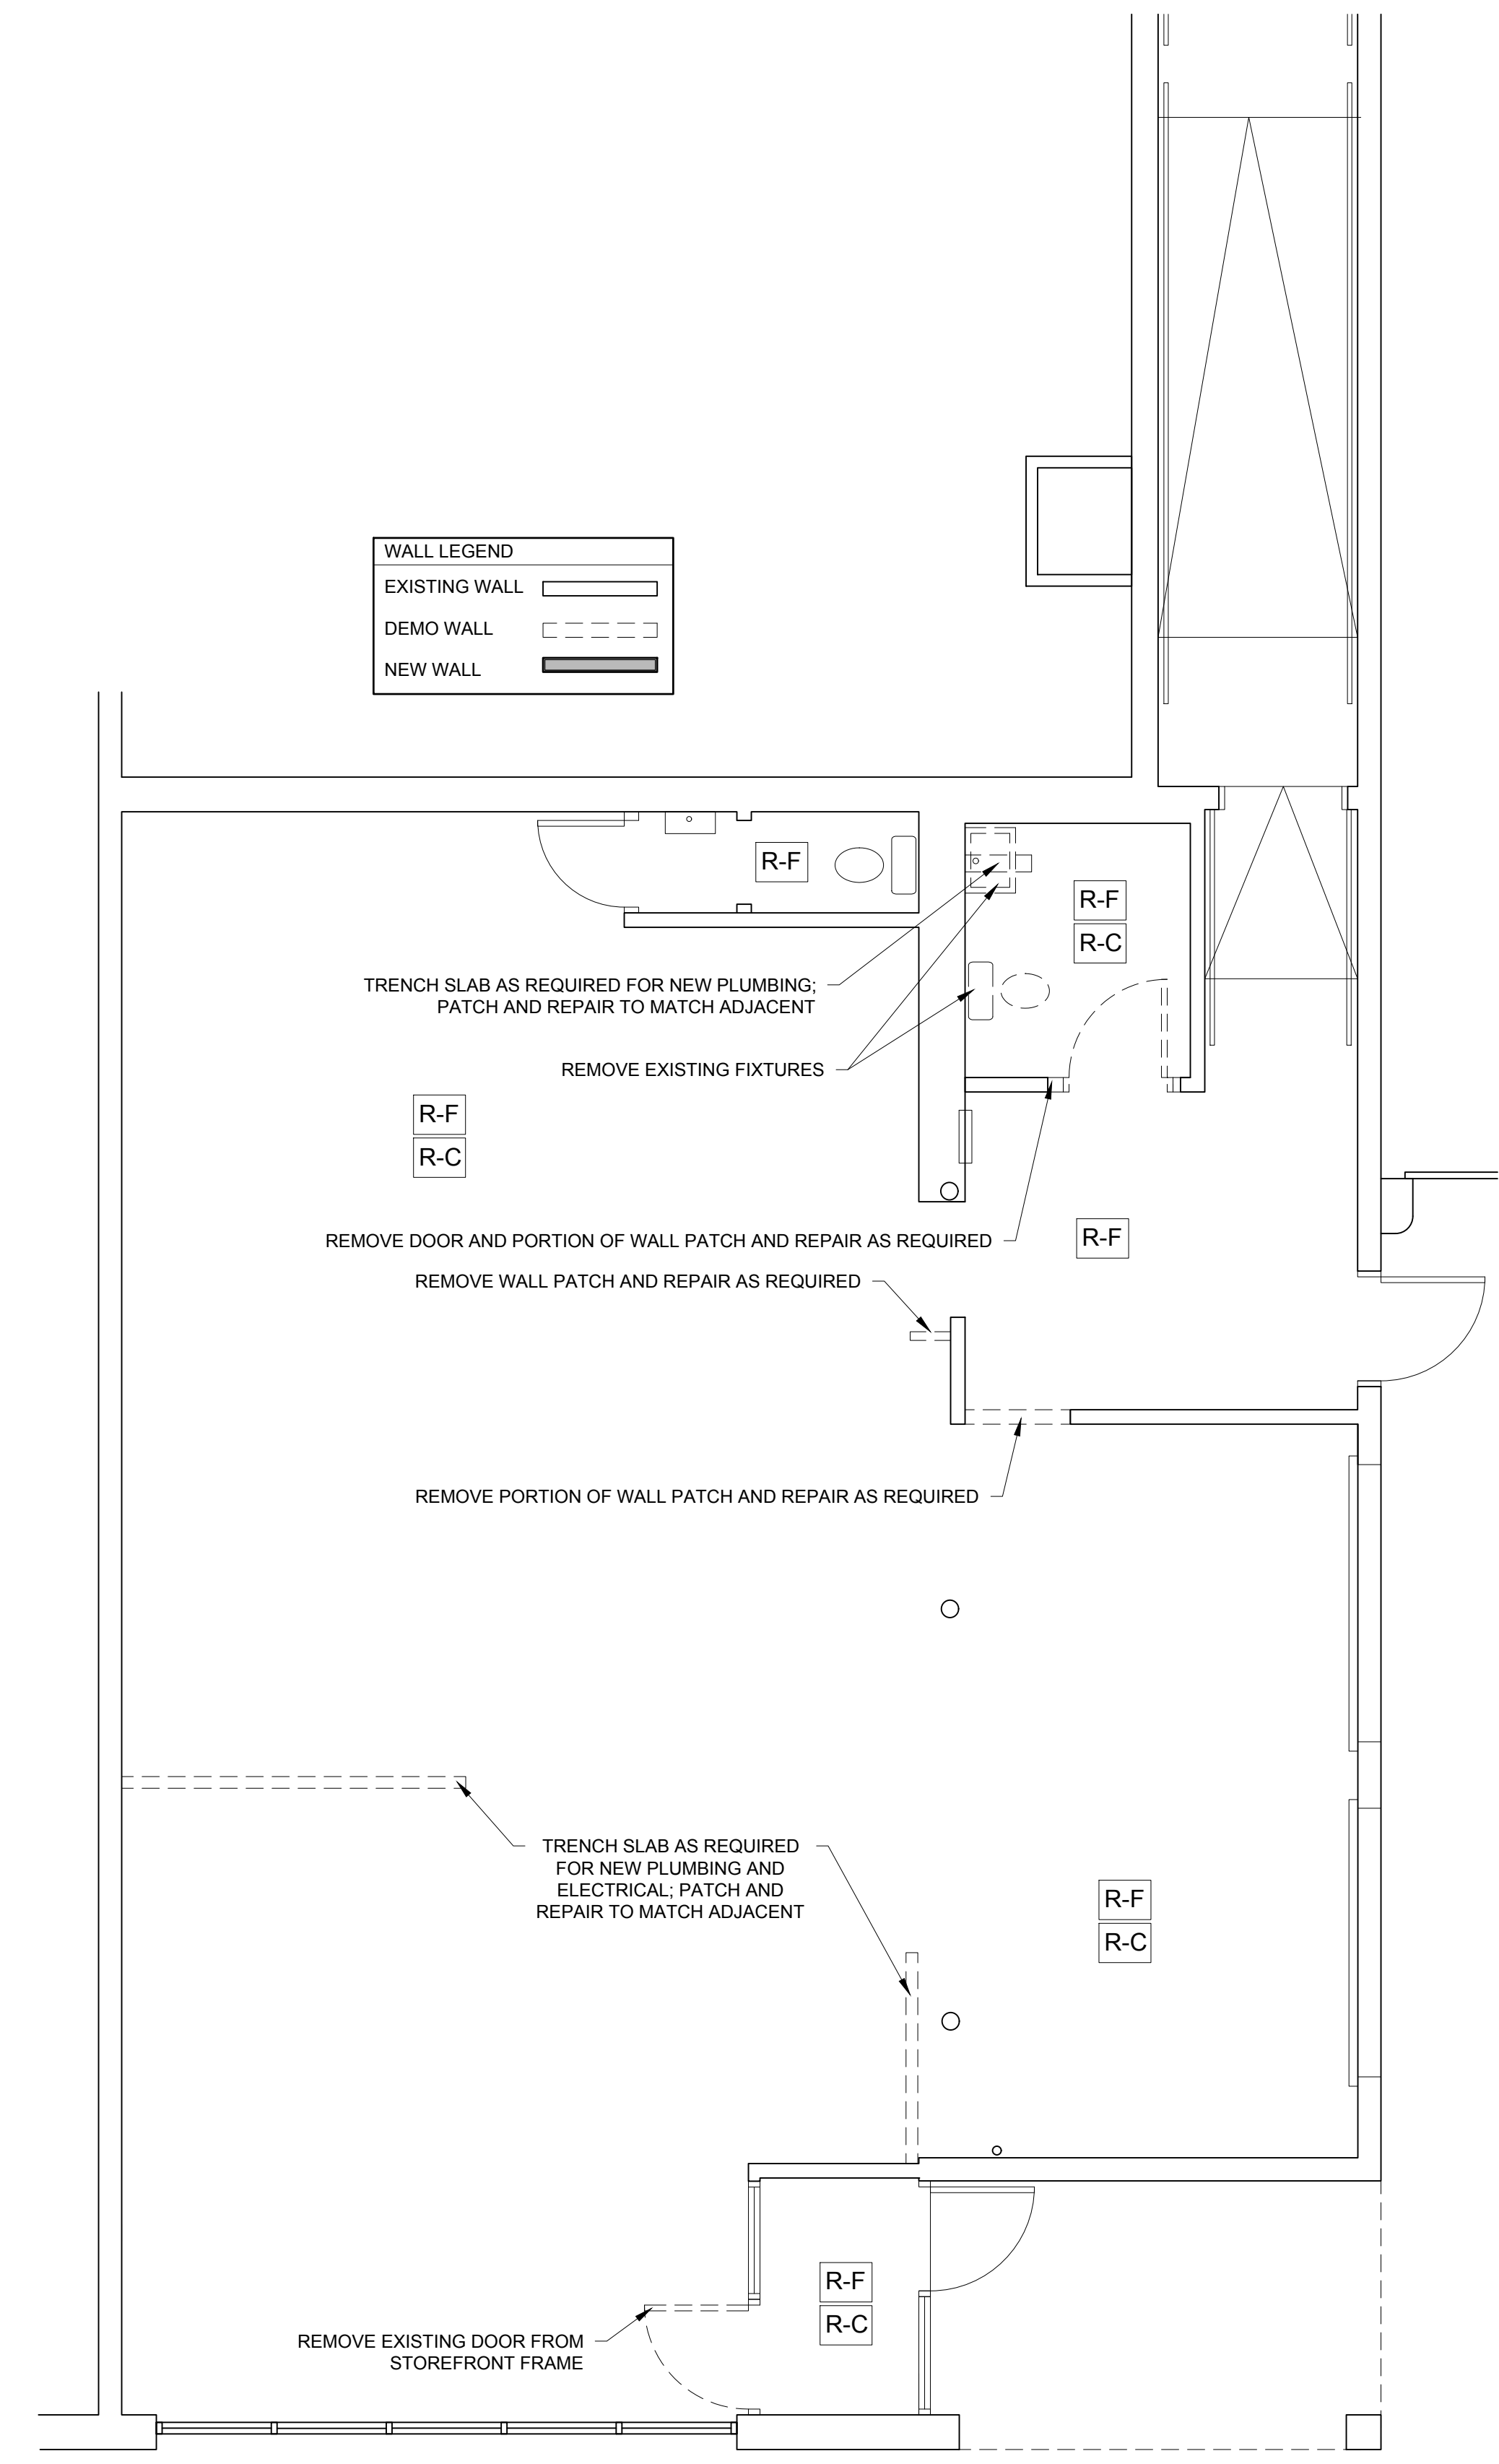 WALL LEGEND
EXISTING WALL
DEMO WALL
NEW WALL
R-F
R-F
R-C
TRENCH SLAB AS REQUIRED FOR NEW PLUMBING;
PATCH AND REPAIR TO MATCH ADJACENT
REMOVE EXISTING FIXTURES
R-F
R-C
REMOVE DOOR AND PORTION OF WALL PATCH AND REPAIR AS REQUIRED
R-F
REMOVE WALL PATCH AND REPAIR AS REQUIRED
REMOVE PORTION OF WALL PATCH AND REPAIR AS REQUIRED
TRENCH SLAB AS REQUIRED
FOR NEW PLUMBING AND
ELECTRICAL; PATCH AND
REPAIR TO MATCH ADJACENT
R-F
R-C
R-F
R-C
REMOVE EXISTING DOOR FROM
STOREFRONT FRAME